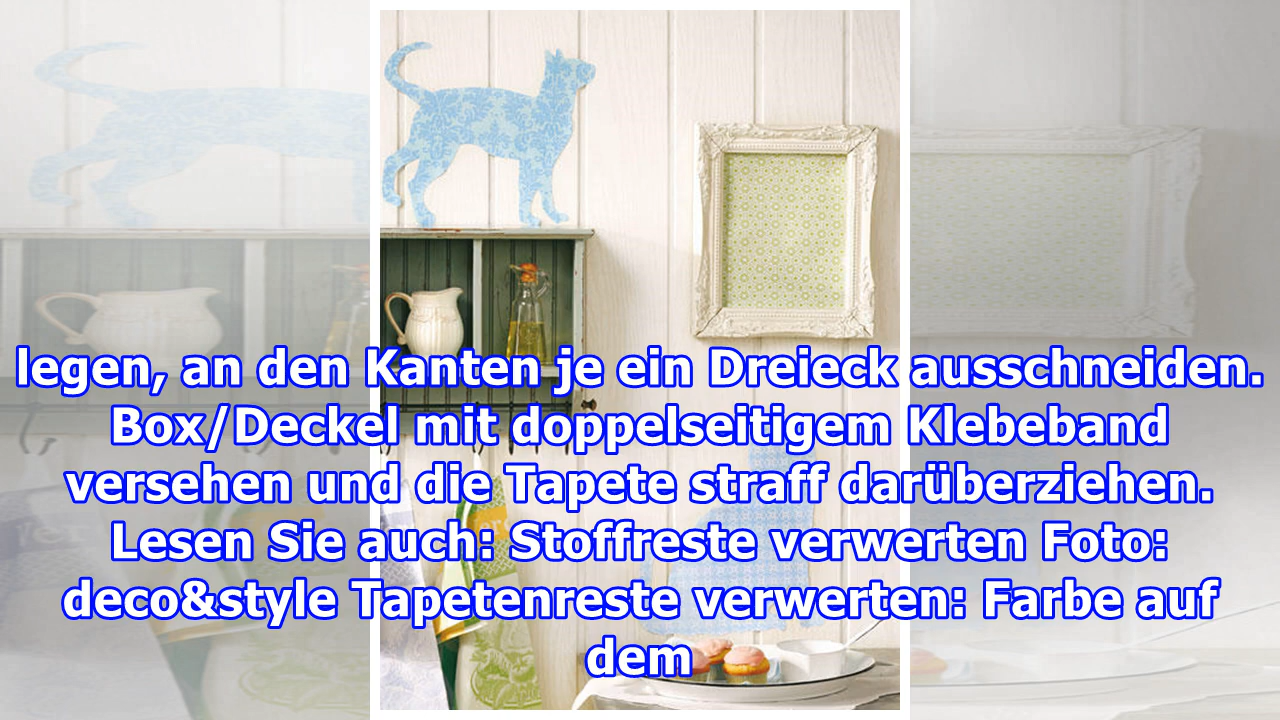 legen, an den Kanten je ein Dreieck ausschneiden.
Box/Deckel mit doppelseitigem Klebeband
versehen und die Tapete straff darüberziehen.
Lesen Sie auch: Stoffreste verwerten Foto:
deco&style Tapetenreste verwerten: Farbe auf
dem